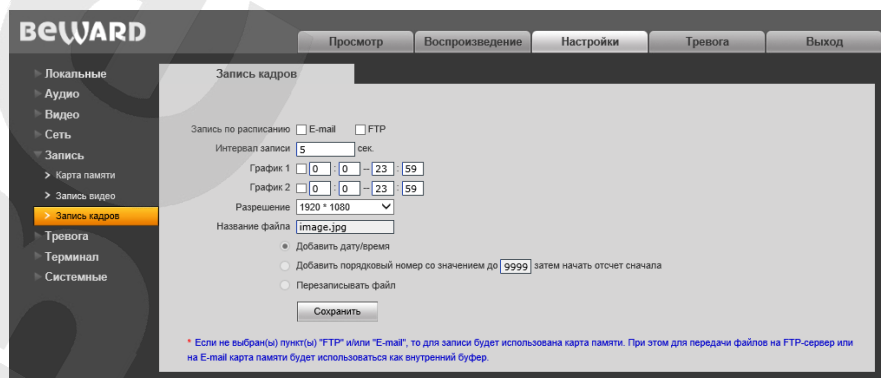 BEWARD
Просмотр Воспроизведение Настройки Тревога Выход
Локальные
Аудио
Видео
Сеть
Запись
Карта памяти
Запись видео
Запись кадров
Тревога
Терминал
Системные
Запись кадров
Запись по расписанию E-mail FTP
Интервал записи 5 сек.
График 1 0 : 0 – 23 : 59
График 2 0 : 0 – 23 : 59
Разрешение 1920 * 1080
Название файла image.jpg
Добавить дату/время
Добавить порядковый номер со значением до 9999 затем начать отсчет сначала
Перезаписывать файл
Сохранить
* Если не выбран(ы) пункт(ы) "FTP" и/или "E-mail", то для записи будет использована карта памяти. При этом для передачи файлов на FTP-сервер или
на E-mail карта памяти будет использоваться как внутренний буфер.